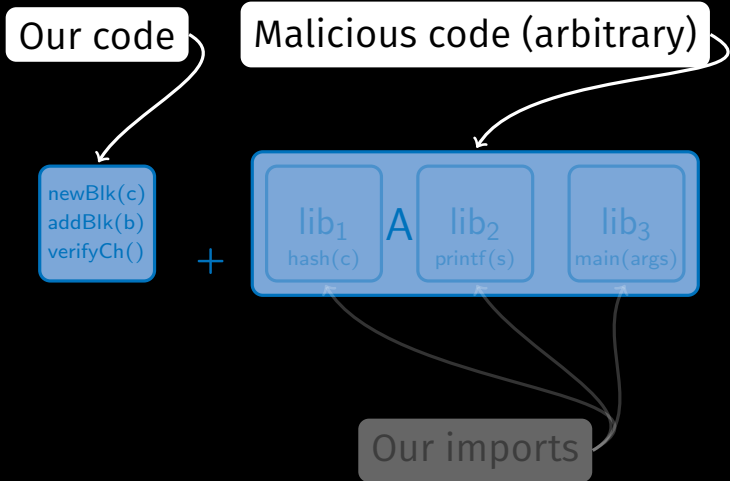 Our code
Malicious code (arbitrary)
newBlk(c)
addBlk(b)
verifyCh()
+
A
lib₁
hash(c)
lib₂
printf(s)
lib₃
main(args)
Our imports